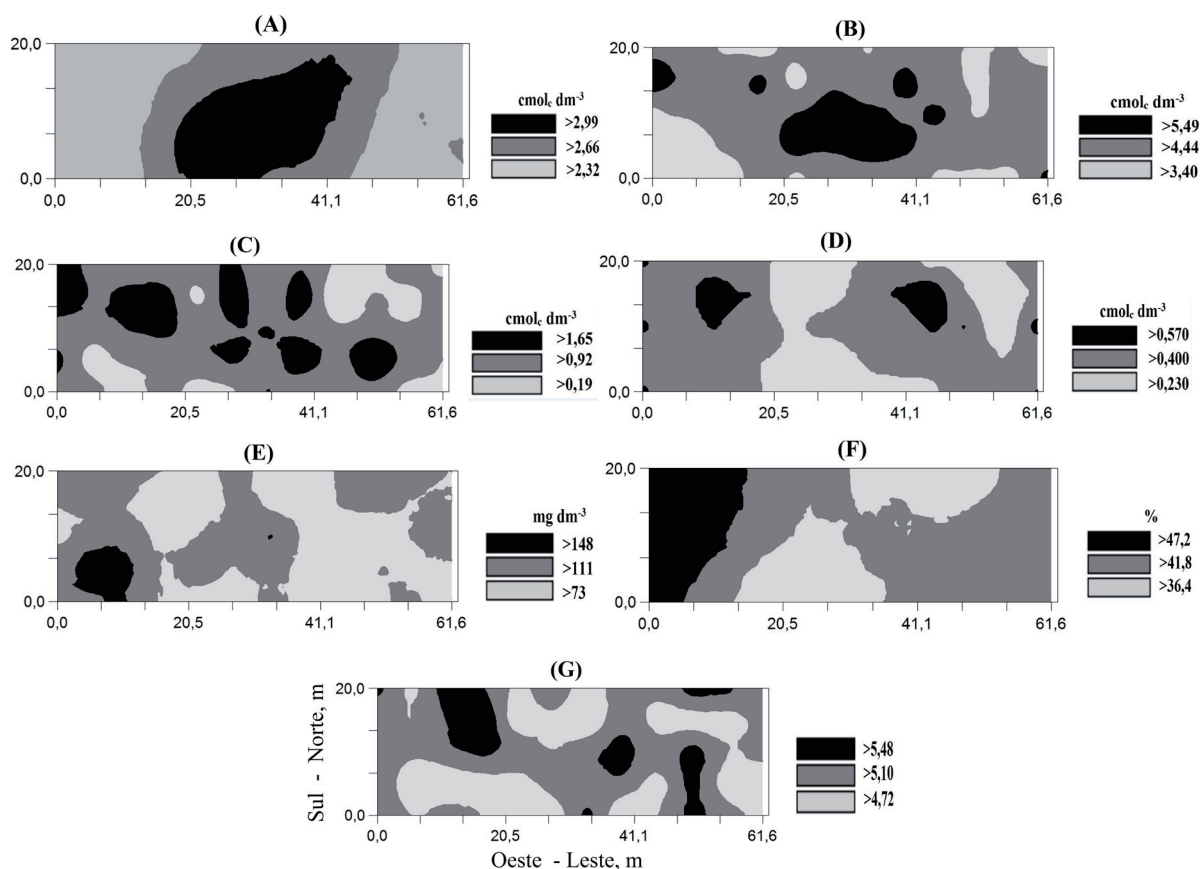 (A)
20,0
0,0
0,0 20,5 41,1 61,6
cmolc dm-3
>2,99
>2,66
>2,32
(B)
20,0
0,0
0,0 20,5 41,1 61,6
cmolc dm-3
>5,49
>4,44
>3,40
(C)
20,0
0,0
0,0 20,5 41,1 61,6
cmolc dm-3
>1,65
>0,92
>0,19
(D)
20,0
0,0
0,0 20,5 41,1 61,6
cmolc dm-3
>0,570
>0,400
>0,230
(E)
20,0
0,0
0,0 20,5 41,1 61,6
mg dm-3
>148
>111
>73
(F)
20,0
0,0
0,0 20,5 41,1 61,6
%
>47,2
>41,8
>36,4
(G)
Sul - Norte, m
20,0
0,0
0,0 20,5 41,1 61,6
Oeste - Leste, m
>5,48
>5,10
>4,72